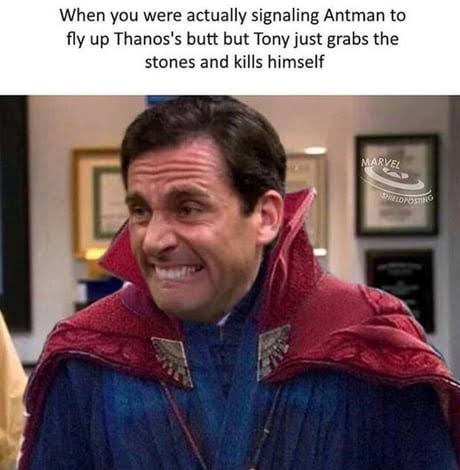 When you were actually signaling Antman to
fly up Thanos's butt but Tony just grabs the
stones and kills himself
MARVEL
SHIELDPOSTING